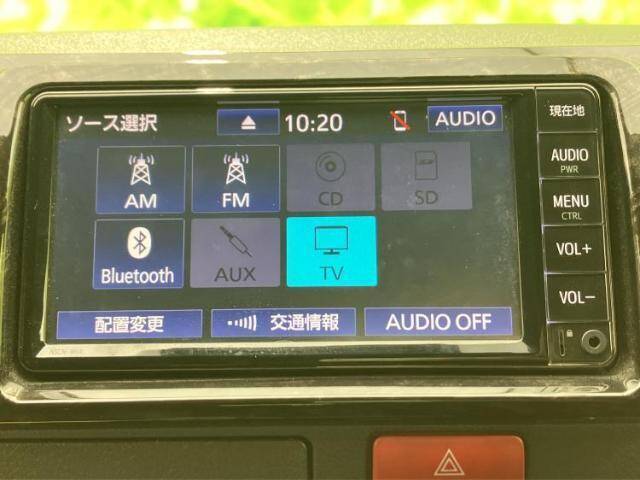 ソース選択
10:20
AUDIO
AM
FM
CD
SD
Bluetooth
AUX
TV
配置変更
交通情報
AUDIO OFF
現在地
AUDIO
PWR
MENU
CTRL
VOL+
VOL−